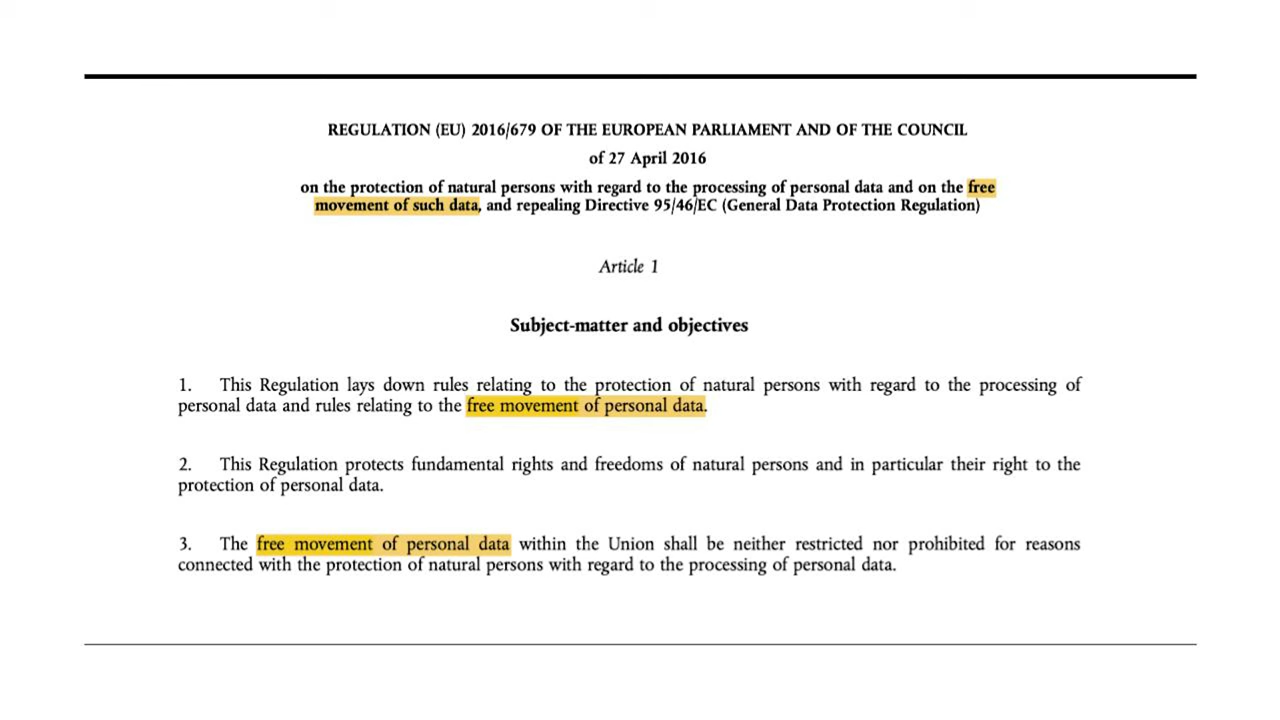 REGULATION (EU) 2016/679 OF THE EUROPEAN PARLIAMENT AND OF THE COUNCIL
of 27 April 2016
on the protection of natural persons with regard to the processing of personal data and on the free
movement of such data, and repealing Directive 95/46/EC (General Data Protection Regulation)
Article 1
Subject-matter and objectives
1. This Regulation lays down rules relating to the protection of natural persons with regard to the processing of
personal data and rules relating to the free movement of personal data.
2. This Regulation protects fundamental rights and freedoms of natural persons and in particular their right to the
protection of personal data.
3. The free movement of personal data within the Union shall be neither restricted nor prohibited for reasons
connected with the protection of natural persons with regard to the processing of personal data.